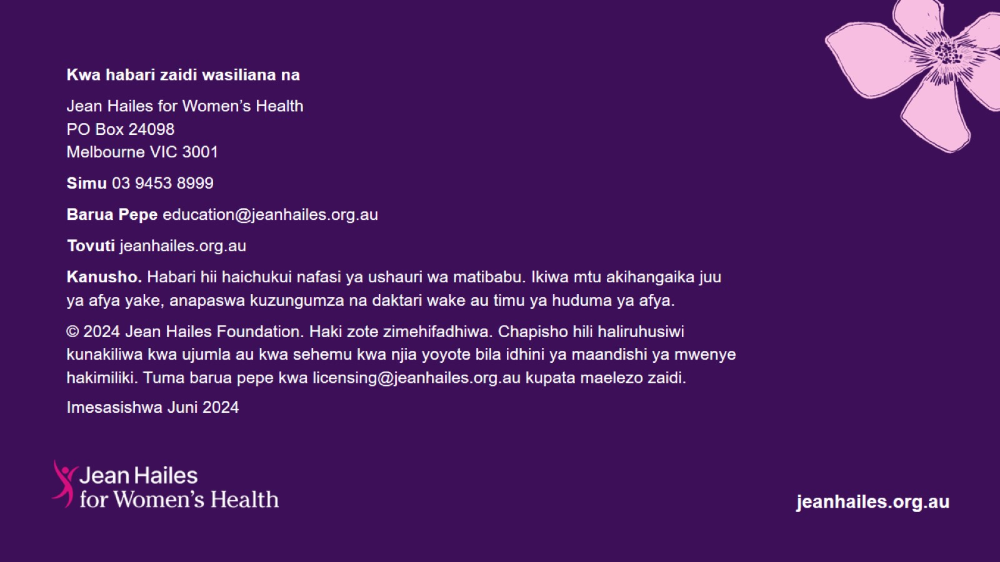 Kwa habari zaidi wasiliana na
Jean Hailes for Women’s Health
PO Box 24098
Melbourne VIC 3001
Simu 03 9453 8999
Barua Pepe education@jeanhailes.org.au
Tovuti jeanhailes.org.au
Kanusho. Habari hii haichukui nafasi ya ushauri wa matibabu. Ikiwa mtu akihangaika juu
ya afya yake, anapaswa kuzungumza na daktari wake au timu ya huduma ya afya.
© 2024 Jean Hailes Foundation. Haki zote zimehifadhiwa. Chapisho hili haliruhusiwi
kunakiliwa kwa ujumla au kwa sehemu kwa njia yoyote bila idhini ya maandishi ya mwenye
hakimiliki. Tuma barua pepe kwa licensing@jeanhailes.org.au kupata maelezo zaidi.
Imesasishwa Juni 2024
Jean Hailes
for Women’s Health
jeanhailes.org.au